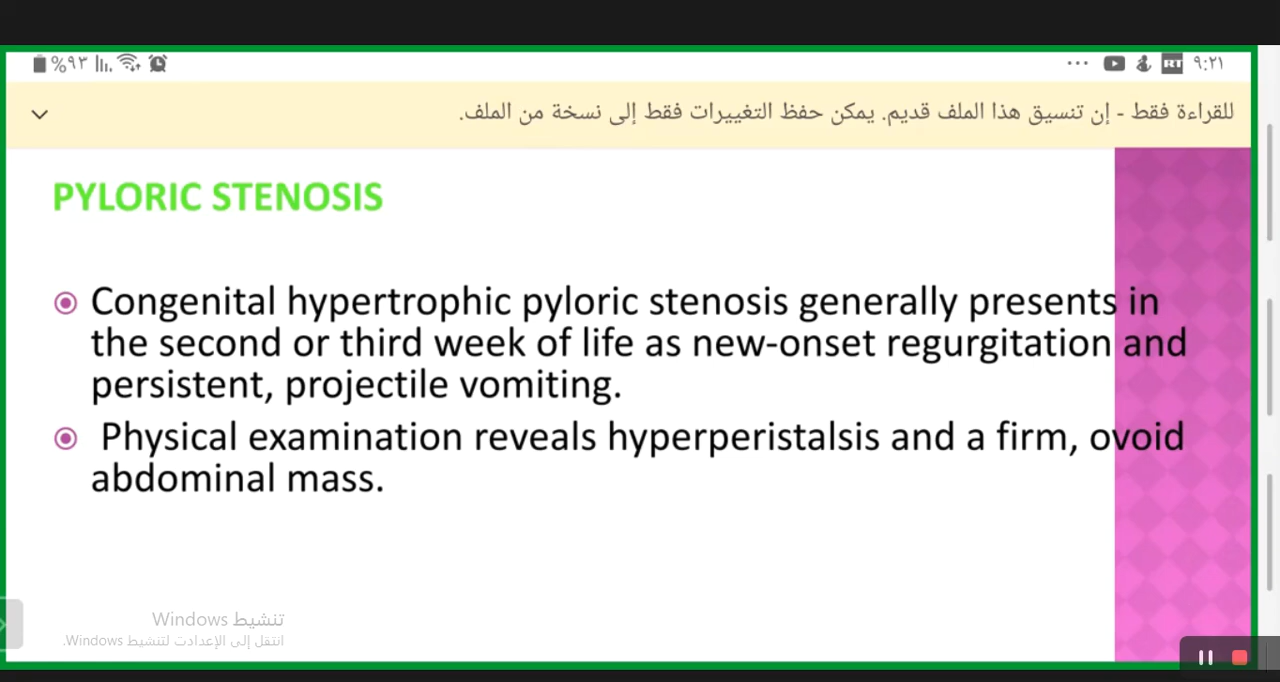 %٩٣
RT ٩:٢١
للقراءة فقط - إن تنسيق هذا الملف قديم. يمكن حفظ التغييرات فقط إلى نسخة من الملف.
PYLORIC STENOSIS
Congenital hypertrophic pyloric stenosis generally presents in
the second or third week of life as new-onset regurgitation and
persistent, projectile vomiting.
Physical examination reveals hyperperistalsis and a firm, ovoid
abdominal mass.
تنشيط Windows
انتقل إلى الإعدادت لتنشيط Windows.